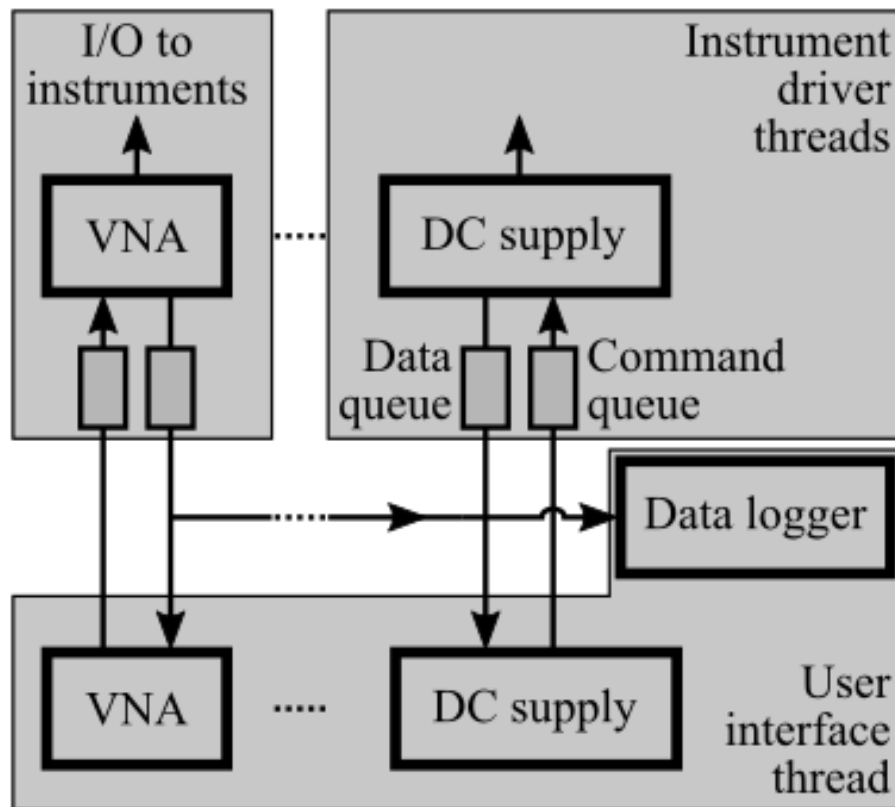 I/O to
instruments
Instrument
driver
threads
VNA
DC supply
Data
queue
Command
queue
Data logger
VNA
DC supply
User
interface
thread